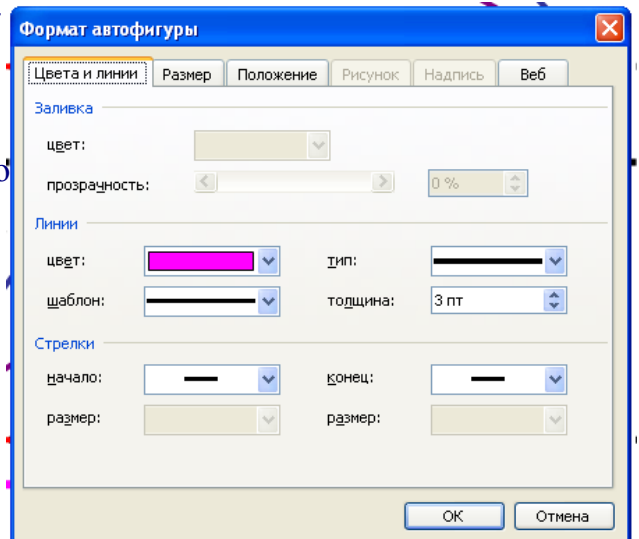 Формат автофигуры
Цвета и линии Размер Положение Рисунок Надпись Веб
Заливка
цвет:
прозрачность: 0 %
Линии
цвет: тип:
шаблон: толщина: 3 пт
Стрелки
начало: конец:
размер: размер:
ОК Отмена